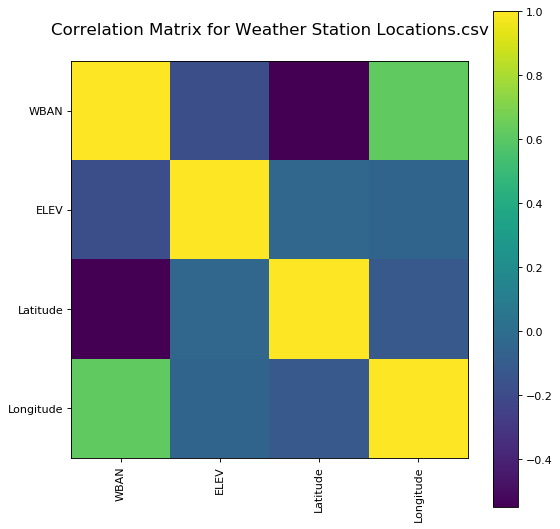 Correlation Matrix for Weather Station Locations.csv
WBAN
ELEV
Latitude
Longitude
WBAN
ELEV
Latitude
Longitude
1.0
0.8
0.6
0.4
0.2
0.0
−0.2
−0.4